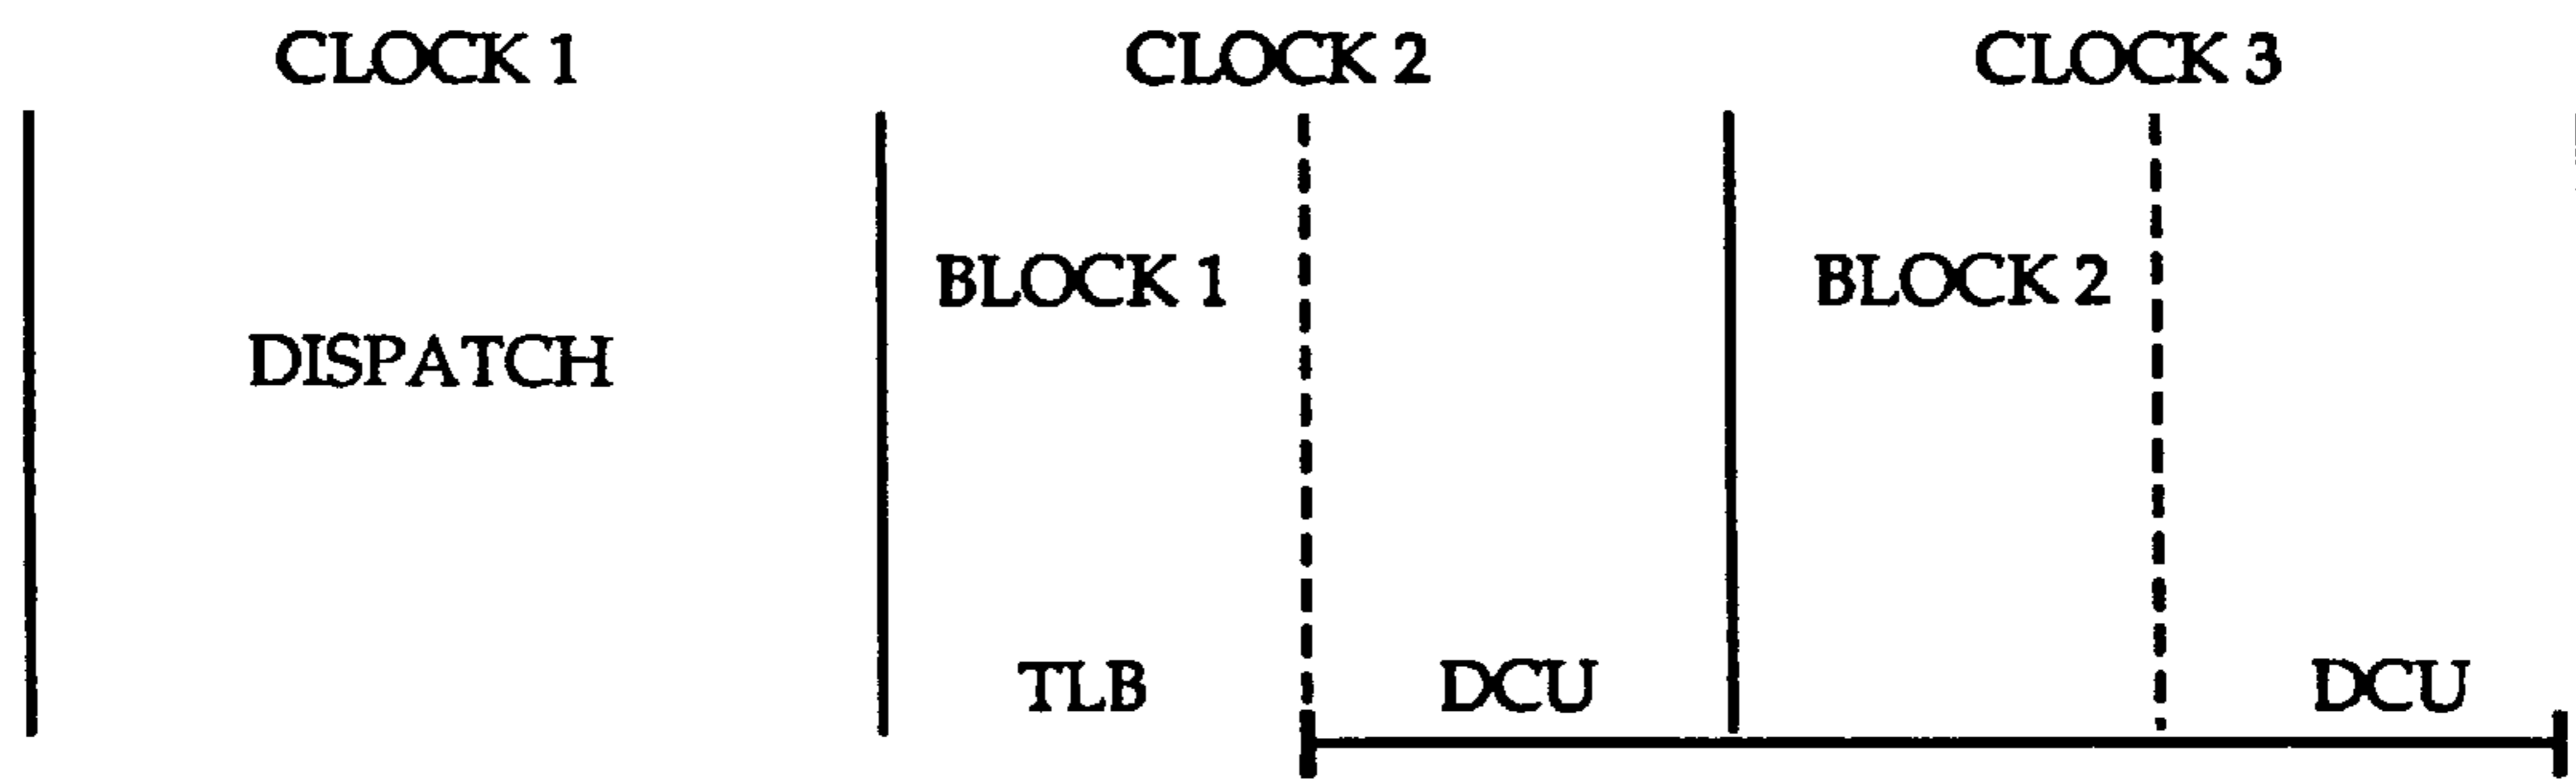 CLOCK 1 CLOCK 2 CLOCK 3
BLOCK 1 BLOCK 2
DISPATCH
TLB DCU DCU